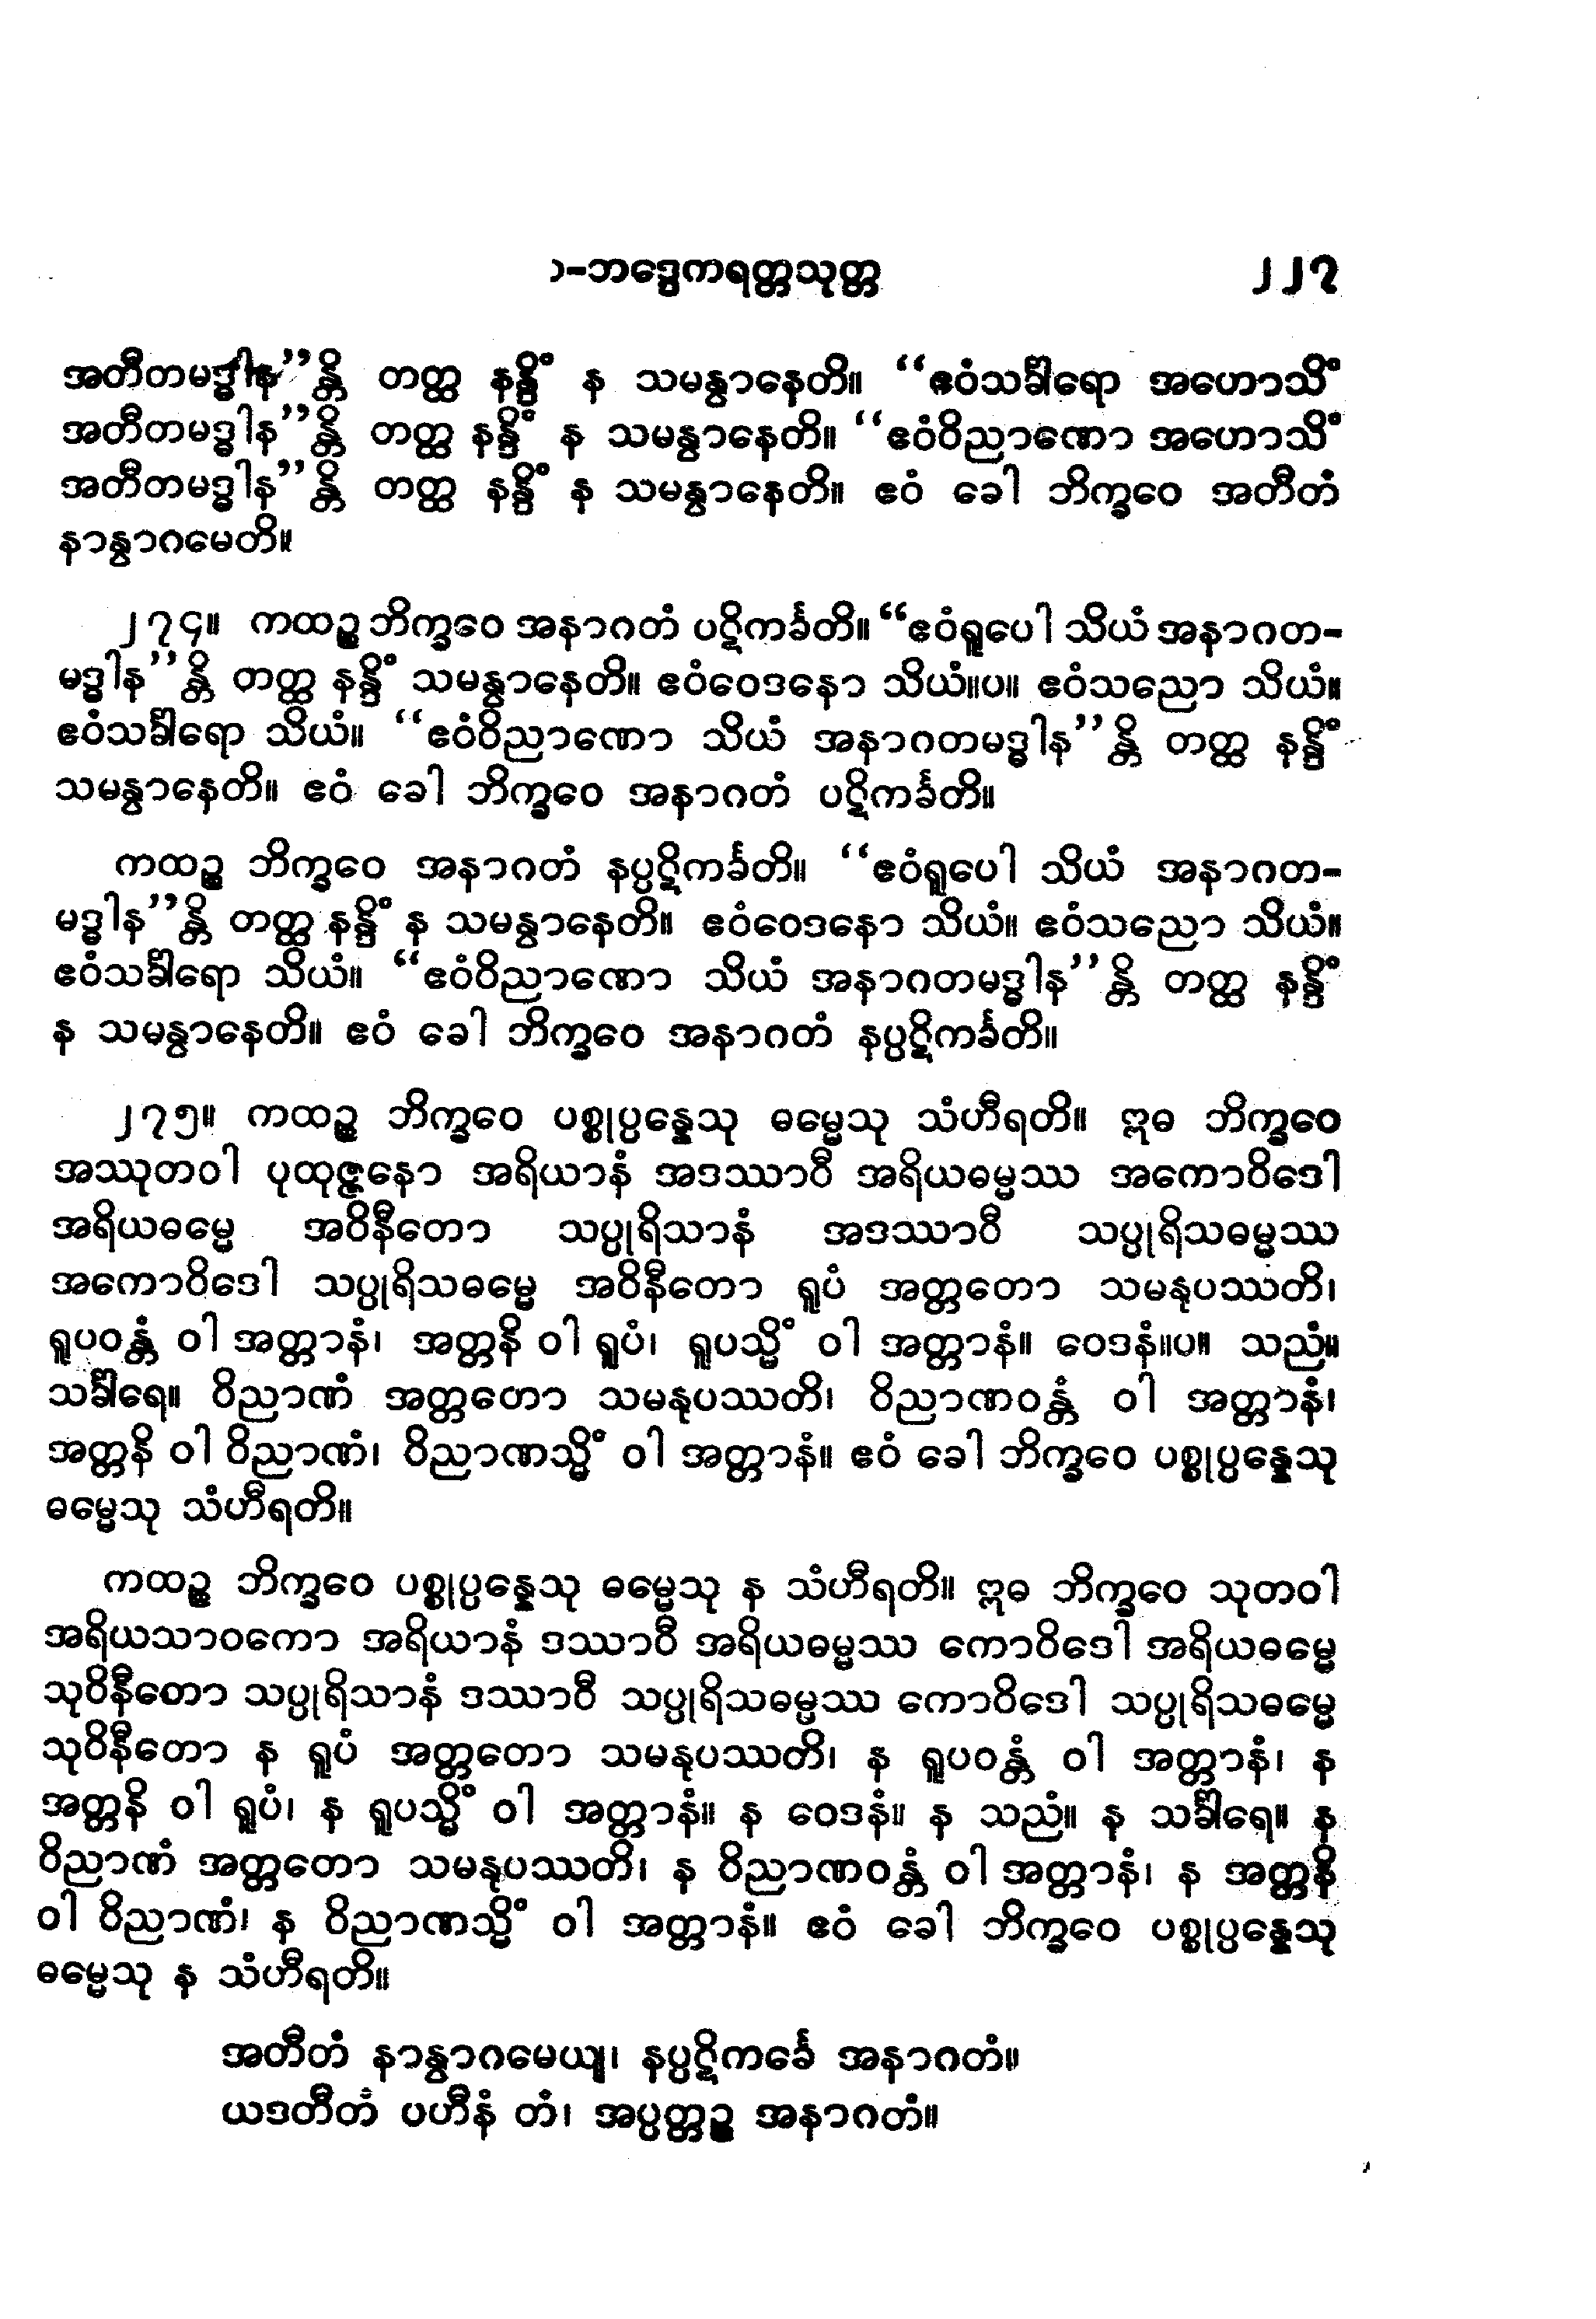 ၁-ဘဒ္ဒေကရတ္တသုတ္တ ၂၂၇
အတီတမဒ္ဓါန”န္တိ တတ္ထ နန္ဒိံ န သမနွာနေတိ။ “ဧဝံသင်္ခါရော အဟောသိံ
အတီတမဒ္ဓါန”န္တိ တတ္ထ နန္ဒိံ န သမနွာနေတိ။ “ဧဝံဝိညာဏော အဟောသိံ
အတီတမဒ္ဓါန”န္တိ တတ္ထ နန္ဒိံ န သမနွာနေတိ။ ဧဝံ ခေါ ဘိက္ခဝေ အတီတံ
နာနွာဂမေတိ။
၂၇၄။ ကထဉ္စ ဘိက္ခဝေ အနာဂတံ ပဋိကင်္ခတိ။ “ဧဝံရူပေါ သိယံ အနာဂတ-
မဒ္ဓါန”န္တိ တတ္ထ နန္ဒိံ သမနွာနေတိ။ ဧဝံဝေဒနော သိယံ။ပ။ ဧဝံသညော သိယံ။
ဧဝံသင်္ခါရော သိယံ။ “ဧဝံဝိညာဏော သိယံ အနာဂတမဒ္ဓါန”န္တိ တတ္ထ နန္ဒိံ
သမနွာနေတိ။ ဧဝံ ခေါ ဘိက္ခဝေ အနာဂတံ ပဋိကင်္ခတိ။
ကထဉ္စ ဘိက္ခဝေ အနာဂတံ နပ္ပဋိကင်္ခတိ။ “ဧဝံရူပေါ သိယံ အနာဂတ-
မဒ္ဓါန”န္တိ တတ္ထ နန္ဒိံ န သမနွာနေတိ။ ဧဝံဝေဒနော သိယံ။ ဧဝံသညော သိယံ။
ဧဝံသင်္ခါရော သိယံ။ “ဧဝံဝိညာဏော သိယံ အနာဂတမဒ္ဓါန”န္တိ တတ္ထ နန္ဒိံ
န သမနွာနေတိ။ ဧဝံ ခေါ ဘိက္ခဝေ အနာဂတံ နပ္ပဋိကင်္ခတိ။
၂၇၅။ ကထဉ္စ ဘိက္ခဝေ ပစ္စုပ္ပန္နေသု ဓမ္မေသု သံဟီရတိ။ ဣဓ ဘိက္ခဝေ
အဿုတဝါ ပုထုဇ္ဇနော အရိယာနံ အဒဿာဝီ အရိယဓမ္မဿ အကောဝိဒေါ
အရိယဓမ္မေ အဝိနီတော သပ္ပုရိသာနံ အဒဿာဝီ သပ္ပုရိသဓမ္မဿ
အကောဝိဒေါ သပ္ပုရိသဓမ္မေ အဝိနီတော ရူပံ အတ္တတော သမနုပဿတိ၊
ရူပဝန္တံ ဝါ အတ္တာနံ၊ အတ္တနိ ဝါ ရူပံ၊ ရူပသ္မိံ ဝါ အတ္တာနံ။ ဝေဒနံ။ပ။ သညံ။
သင်္ခါရေ။ ဝိညာဏံ အတ္တတော သမနုပဿတိ၊ ဝိညာဏဝန္တံ ဝါ အတ္တာနံ၊
အတ္တနိ ဝါ ဝိညာဏံ၊ ဝိညာဏသ္မိံ ဝါ အတ္တာနံ။ ဧဝံ ခေါ ဘိက္ခဝေ ပစ္စုပ္ပန္နေသု
ဓမ္မေသု သံဟီရတိ။
ကထဉ္စ ဘိက္ခဝေ ပစ္စုပ္ပန္နေသု ဓမ္မေသု န သံဟီရတိ။ ဣဓ ဘိက္ခဝေ သုတဝါ
အရိယသာဝကော အရိယာနံ ဒဿာဝီ အရိယဓမ္မဿ ကောဝိဒေါ အရိယဓမ္မေ
သုဝိနီတော သပ္ပုရိသာနံ ဒဿာဝီ သပ္ပုရိသဓမ္မဿ ကောဝိဒေါ သပ္ပုရိသဓမ္မေ
သုဝိနီတော န ရူပံ အတ္တတော သမနုပဿတိ၊ န ရူပဝန္တံ ဝါ အတ္တာနံ၊ န
အတ္တနိ ဝါ ရူပံ၊ န ရူပသ္မိံ ဝါ အတ္တာနံ။ န ဝေဒနံ။ န သညံ။ န သင်္ခါရေ။ န
ဝိညာဏံ အတ္တတော သမနုပဿတိ၊ န ဝိညာဏဝန္တံ ဝါ အတ္တာနံ၊ န အတ္တနိ
ဝါ ဝိညာဏံ၊ န ဝိညာဏသ္မိံ ဝါ အတ္တာနံ။ ဧဝံ ခေါ ဘိက္ခဝေ ပစ္စုပ္ပန္နေသု
ဓမ္မေသု န သံဟီရတိ။
အတီတံ နာနွာဂမေယျ၊ နပ္ပဋိကင်္ခေ အနာဂတံ။
ယဒတီတံ ပဟီနံ တံ၊ အပ္ပတ္တဉ္စ အနာဂတံ။